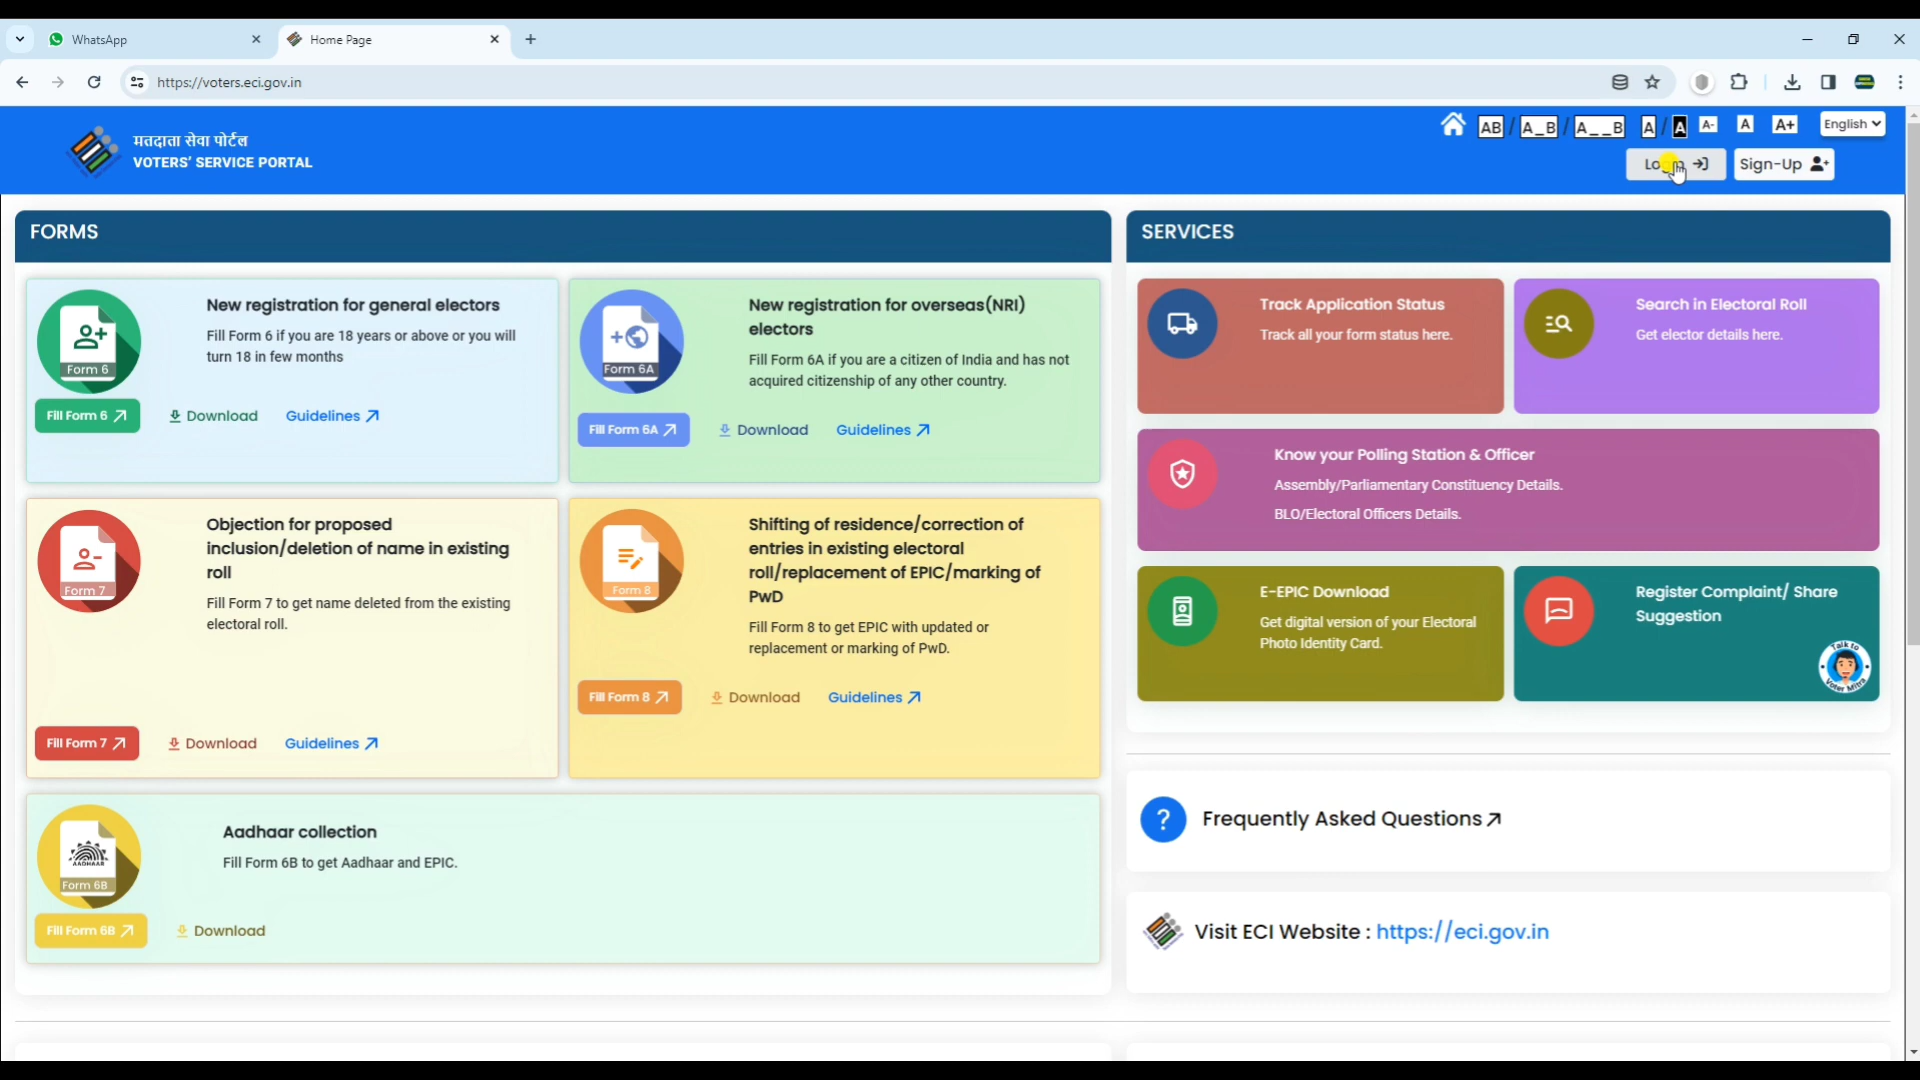 WhatsApp
Home Page
https://voters.eci.gov.in
मतदाता सेवा पोर्टल
VOTERS' SERVICE PORTAL
AB / A_B / A__B A / A A- A A+ English
Sign-Up
FORMS
New registration for general electors
Fill Form 6 if you are 18 years or above or you will
turn 18 in few months
Form 6
Fill Form 6 Download Guidelines
New registration for overseas(NRI)
electors
Fill Form 6A if you are a citizen of India and has not
acquired citizenship of any other country.
Form 6A
Fill Form 6A Download Guidelines
Objection for proposed
inclusion/deletion of name in existing
roll
Fill Form 7 to get name deleted from the existing
electoral roll.
Form 7
Fill Form 7 Download Guidelines
Shifting of residence/correction of
entries in existing electoral
roll/replacement of EPIC/marking of
PwD
Fill Form 8 to get EPIC with updated or
replacement or marking of PwD.
Form 8
Fill Form 8 Download Guidelines
Aadhaar collection
Fill Form 6B to get Aadhaar and EPIC.
AADHAAR
Form 6B
Fill Form 6B Download
SERVICES
Track Application Status
Track all your form status here.
Search in Electoral Roll
Get elector details here.
Know your Polling Station & Officer
Assembly/Parliamentary Constituency Details.
BLO/Electoral Officers Details.
E-EPIC Download
Get digital version of your Electoral
Photo Identity Card.
Register Complaint/ Share
Suggestion
Talk to
Voter Mitra
? Frequently Asked Questions
Visit ECI Website : https://eci.gov.in